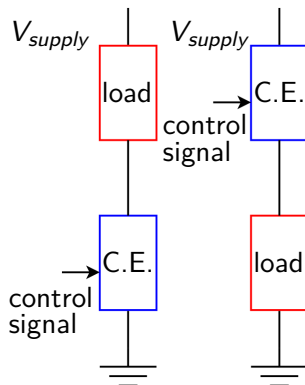 V_supply
load
C.E.
control
signal
V_supply
C.E.
control
signal
load